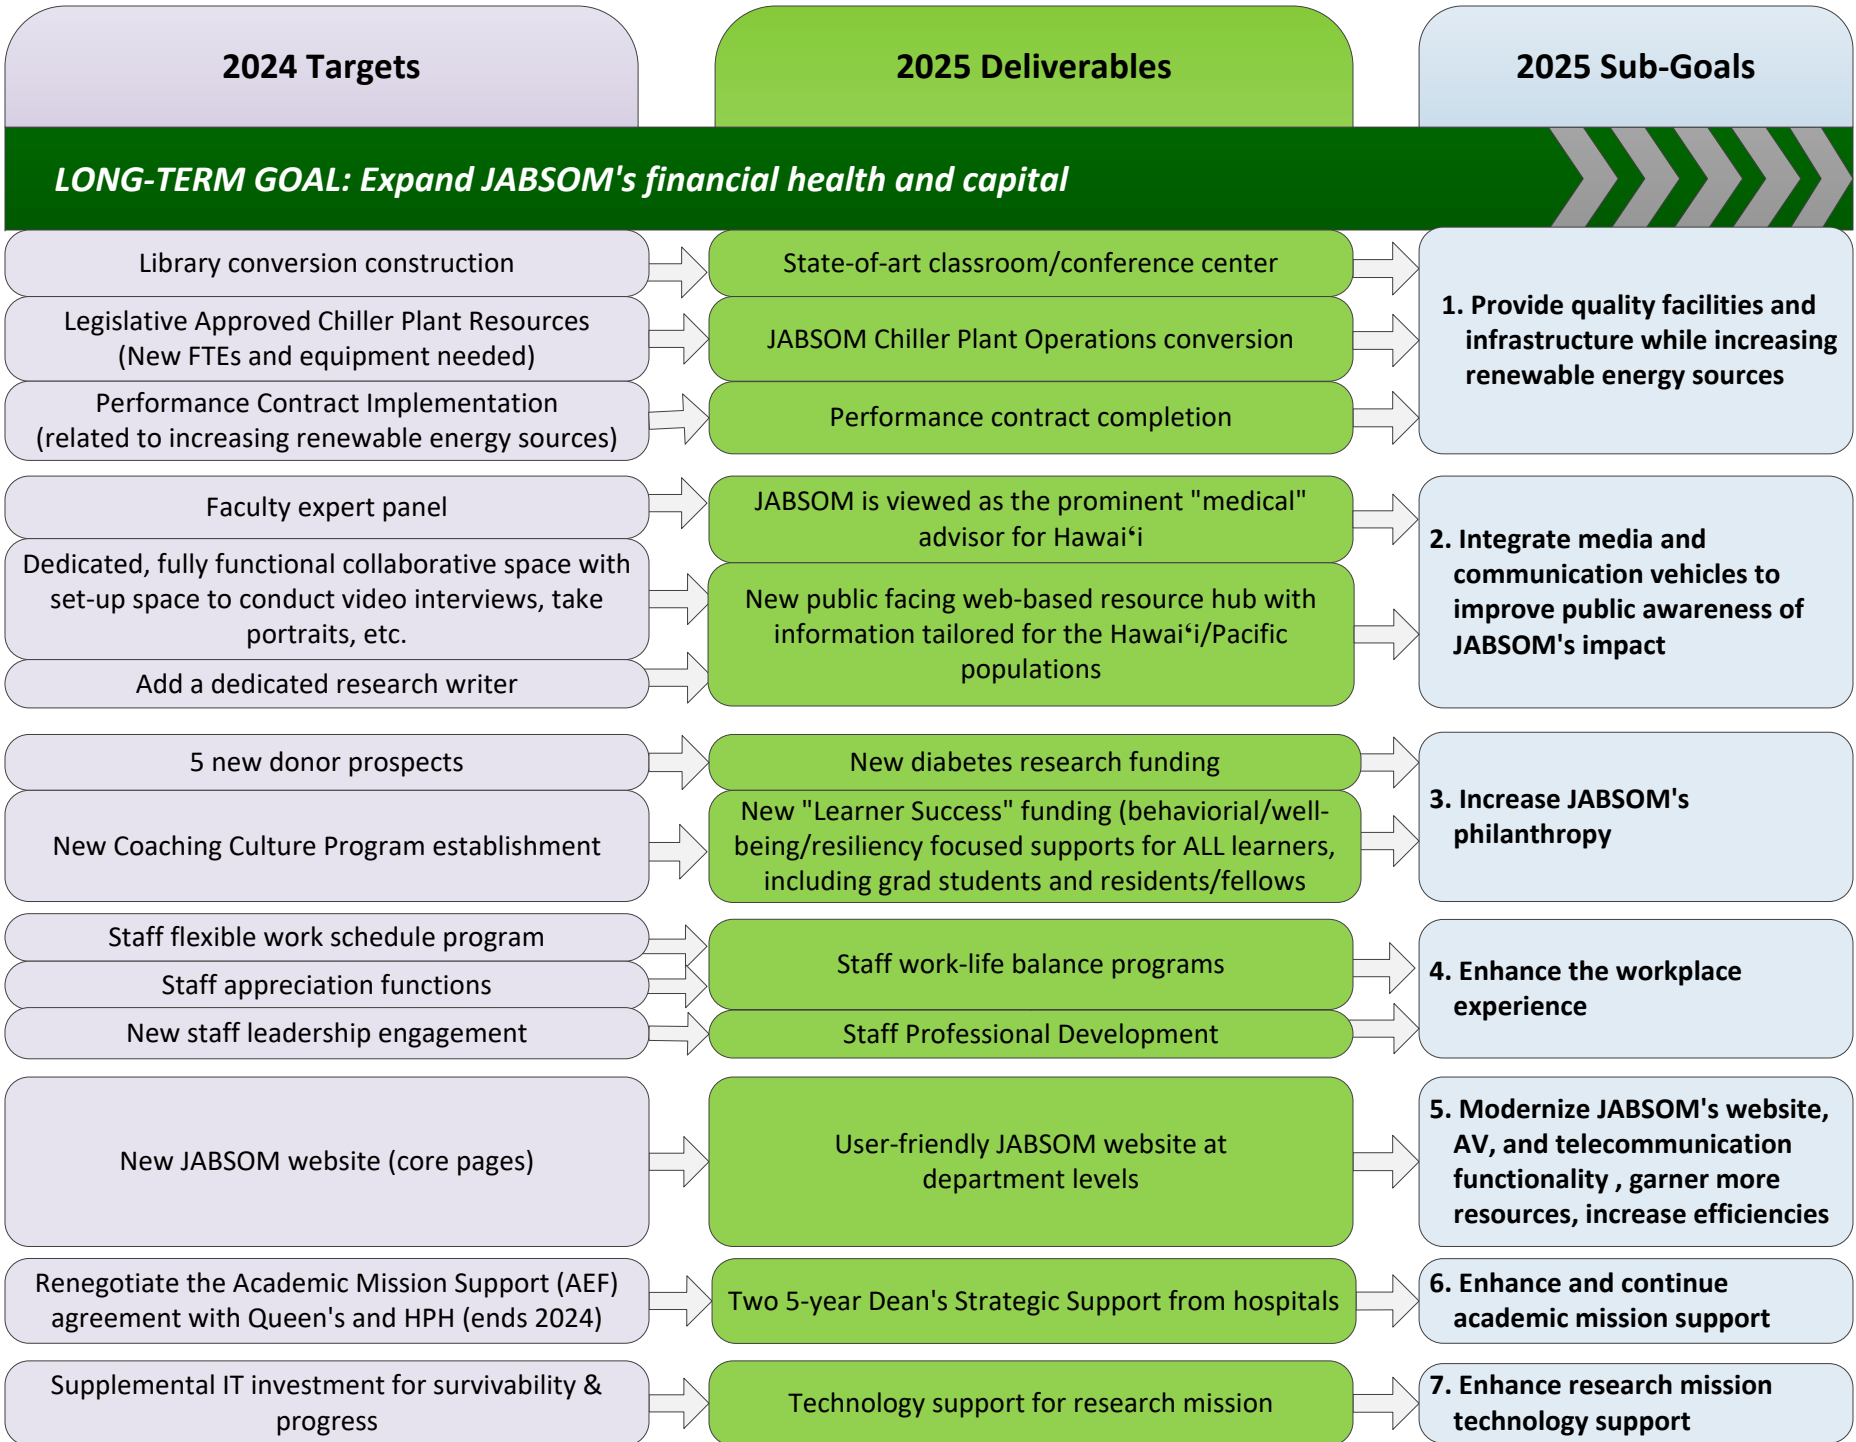 2024 Targets
2025 Deliverables
2025 Sub-Goals
LONG-TERM GOAL: Expand JABSOM's financial health and capital
Library conversion construction
State-of-art classroom/conference center
Legislative Approved Chiller Plant Resources
(New FTEs and equipment needed)
JABSOM Chiller Plant Operations conversion
Performance Contract Implementation
(related to increasing renewable energy sources)
Performance contract completion
1. Provide quality facilities and
infrastructure while increasing
renewable energy sources
Faculty expert panel
JABSOM is viewed as the prominent "medical"
advisor for Hawaiʻi
Dedicated, fully functional collaborative space with
set-up space to conduct video interviews, take
portraits, etc.
Add a dedicated research writer
New public facing web-based resource hub with
information tailored for the Hawaiʻi/Pacific
populations
2. Integrate media and
communication vehicles to
improve public awareness of
JABSOM's impact
5 new donor prospects
New diabetes research funding
New Coaching Culture Program establishment
New "Learner Success" funding (behaviorial/well-
being/resiliency focused supports for ALL learners,
including grad students and residents/fellows
3. Increase JABSOM's
philanthropy
Staff flexible work schedule program
Staff appreciation functions
Staff work-life balance programs
New staff leadership engagement
Staff Professional Development
4. Enhance the workplace
experience
New JABSOM website (core pages)
User-friendly JABSOM website at
department levels
5. Modernize JABSOM's website,
AV, and telecommunication
functionality , garner more
resources, increase efficiencies
Renegotiate the Academic Mission Support (AEF)
agreement with Queen's and HPH (ends 2024)
Two 5-year Dean's Strategic Support from hospitals
6. Enhance and continue
academic mission support
Supplemental IT investment for survivability &
progress
Technology support for research mission
7. Enhance research mission
technology support